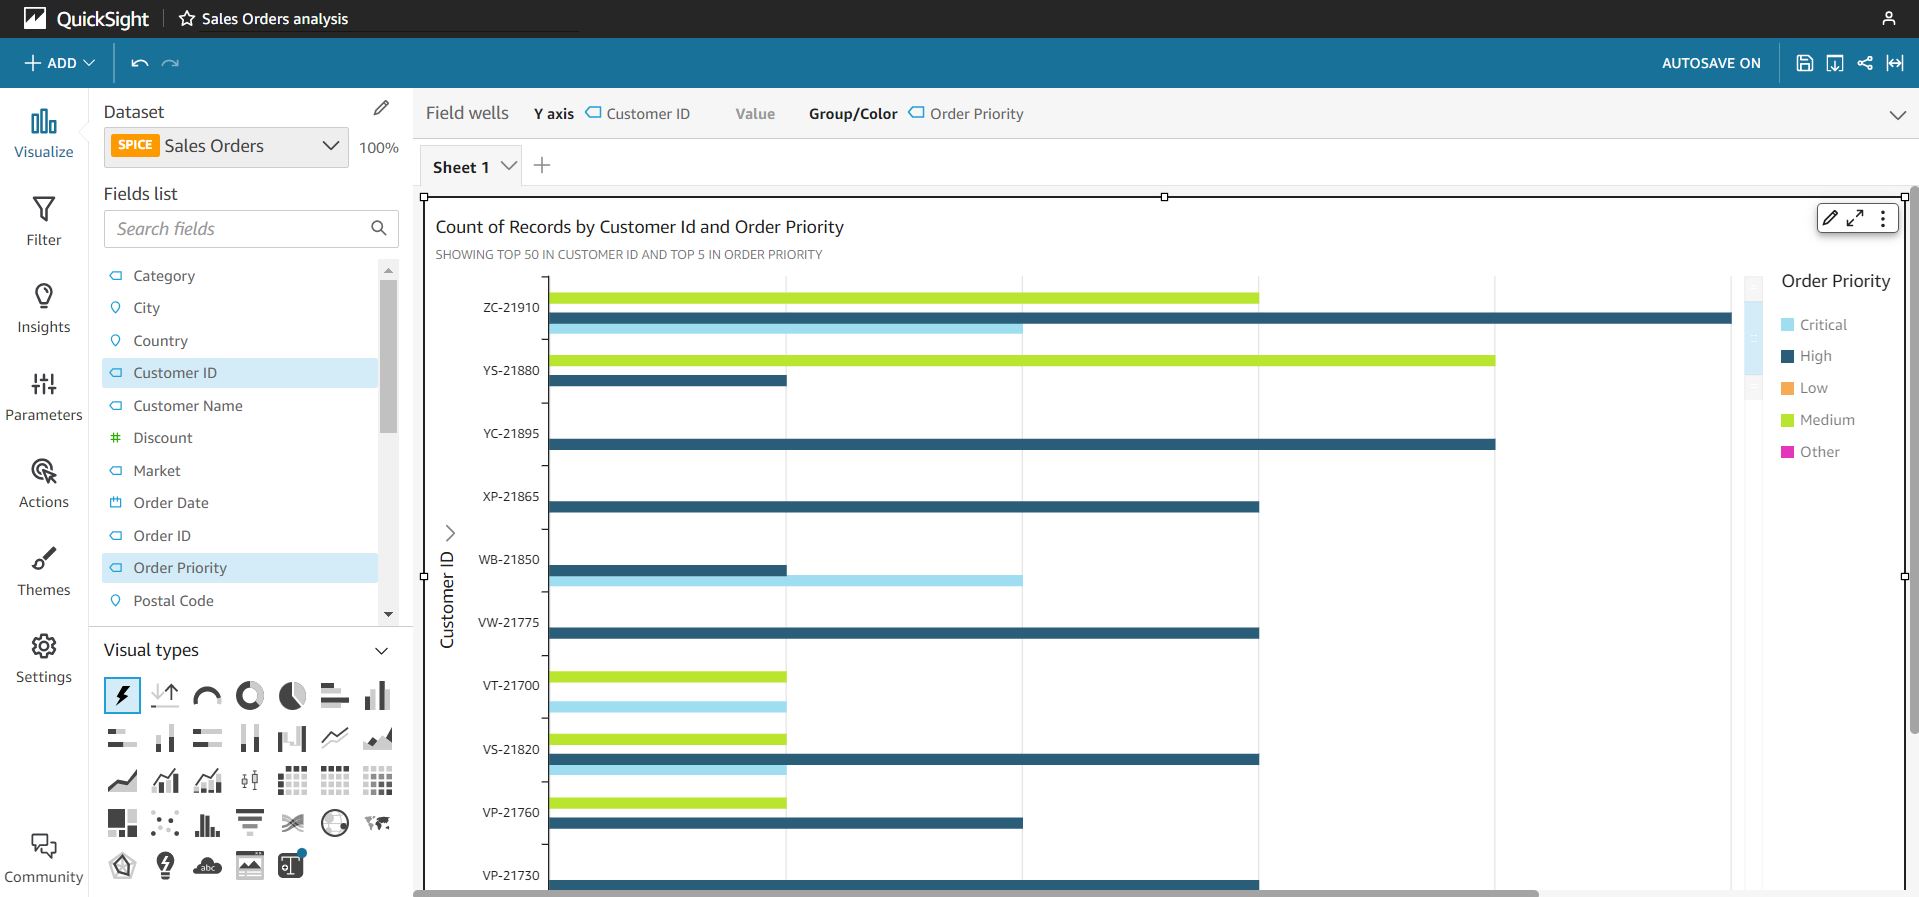 QuickSight
Sales Orders analysis
ADD
AUTOSAVE ON
Visualize
Filter
Insights
Parameters
Actions
Themes
Settings
Community
Dataset
SPICE Sales Orders
100%
Fields list
Search fields
Category
City
Country
Customer ID
Customer Name
Discount
Market
Order Date
Order ID
Order Priority
Postal Code
Visual types
abc
Field wells
Y axis Customer ID
Value
Group/Color Order Priority
Sheet 1
Count of Records by Customer Id and Order Priority
SHOWING TOP 50 IN CUSTOMER ID AND TOP 5 IN ORDER PRIORITY
Customer ID
ZC-21910
YS-21880
YC-21895
XP-21865
WB-21850
VW-21775
VT-21700
VS-21820
VP-21760
VP-21730
Order Priority
Critical
High
Low
Medium
Other